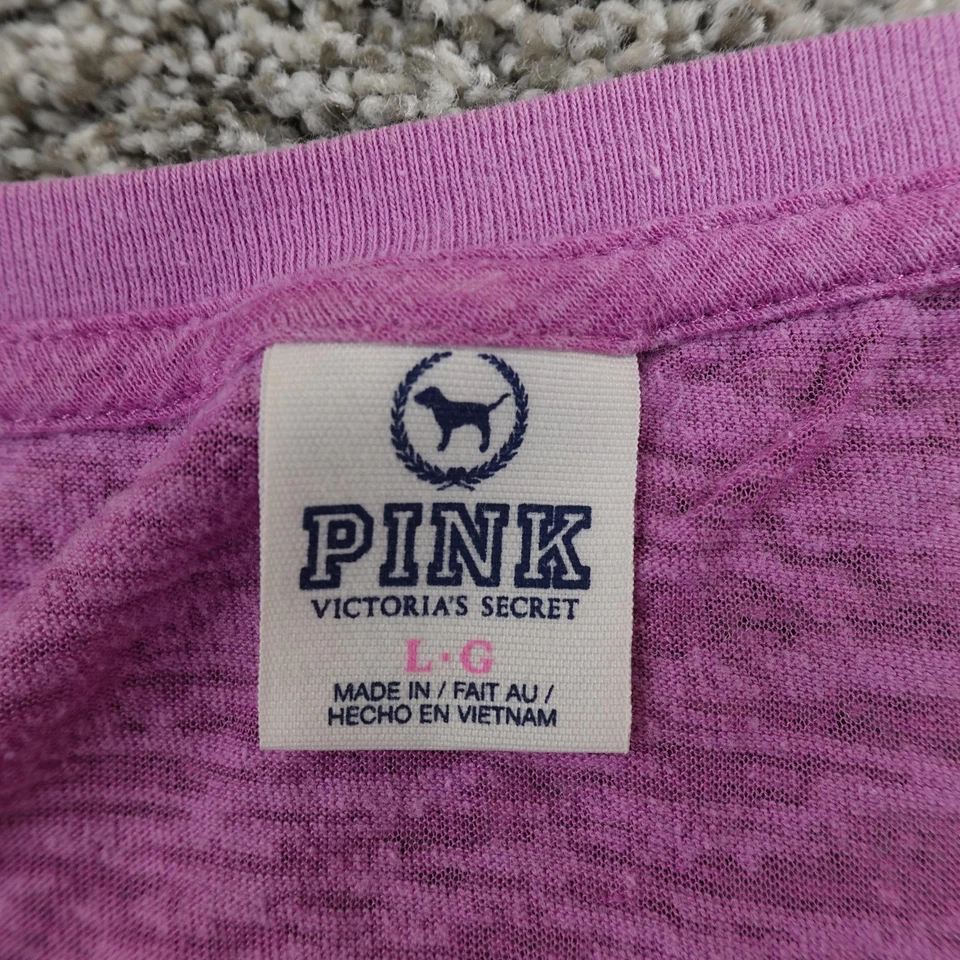 PINK
VICTORIA'S SECRET
L·G
MADE IN / FAIT AU /
HECHO EN VIETNAM